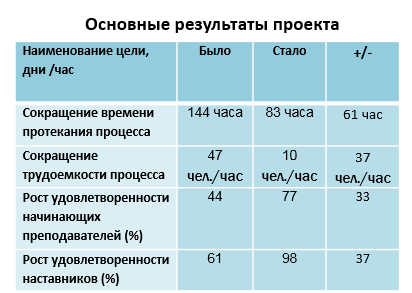 Основные результаты проекта
Наименование цели, Было Стало +/-
дни /час
Сокращение времени 144 часа 83 часа 61 час
протекания процесса
Сокращение 47 10 37
трудоемкости процесса чел./час чел./час чел./час
Рост удовлетворенности 44 77 33
начинающих
преподавателей (%)
Рост удовлетворенности 61 98 37
наставников (%)